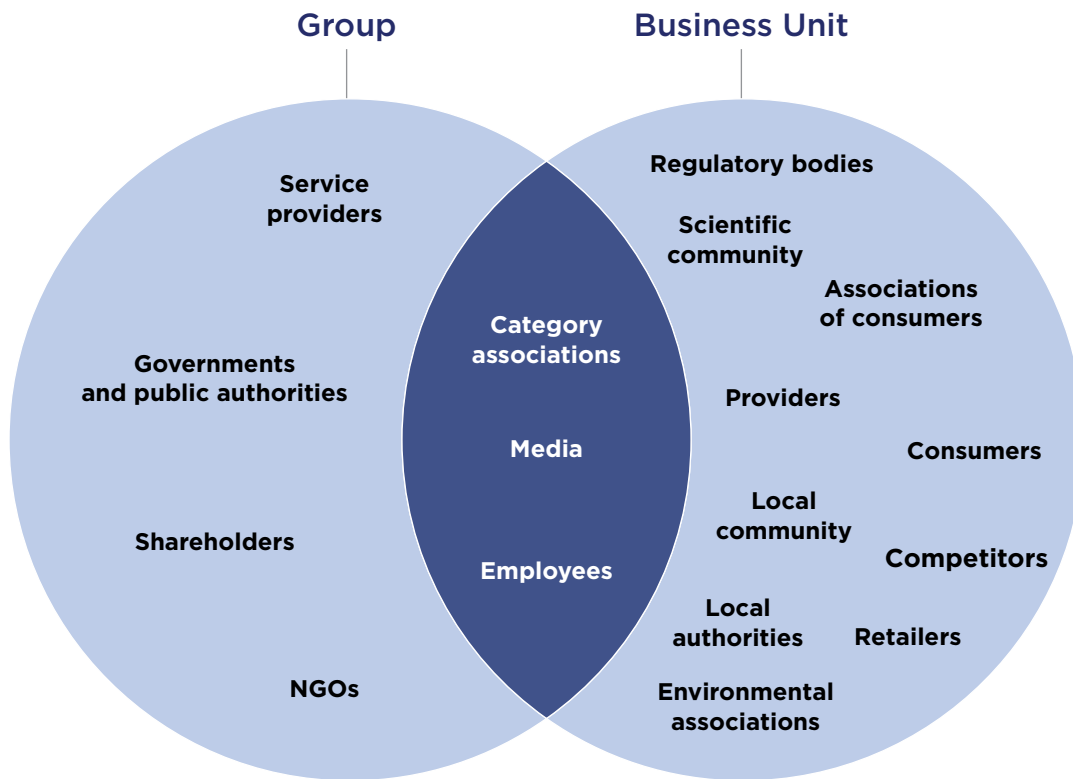 Group
Business Unit
Service
providers
Governments
and public authorities
Shareholders
NGOs
Category
associations
Media
Employees
Regulatory bodies
Scientific
community
Associations
of consumers
Providers
Consumers
Local
community
Competitors
Local
authorities
Retailers
Environmental
associations